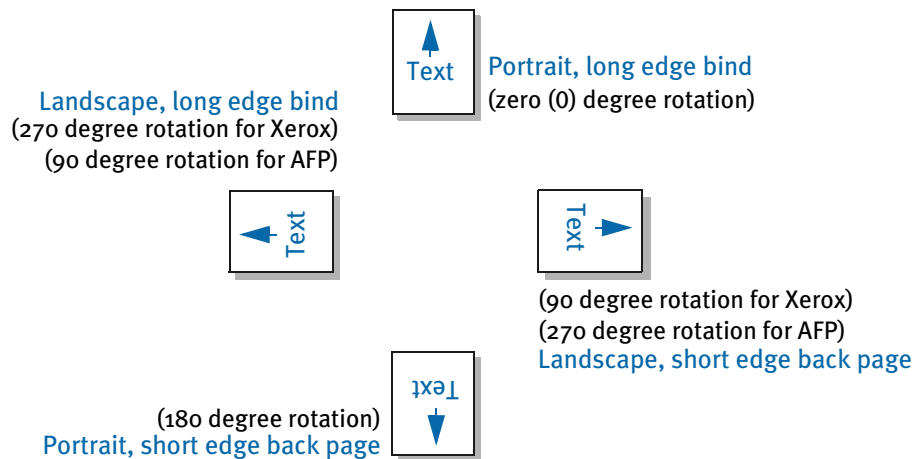 Text
Portrait, long edge bind
(zero (0) degree rotation)
Landscape, long edge bind
(270 degree rotation for Xerox)
(90 degree rotation for AFP)
Text
Text
(90 degree rotation for Xerox)
(270 degree rotation for AFP)
Landscape, short edge back page
Text
(180 degree rotation)
Portrait, short edge back page